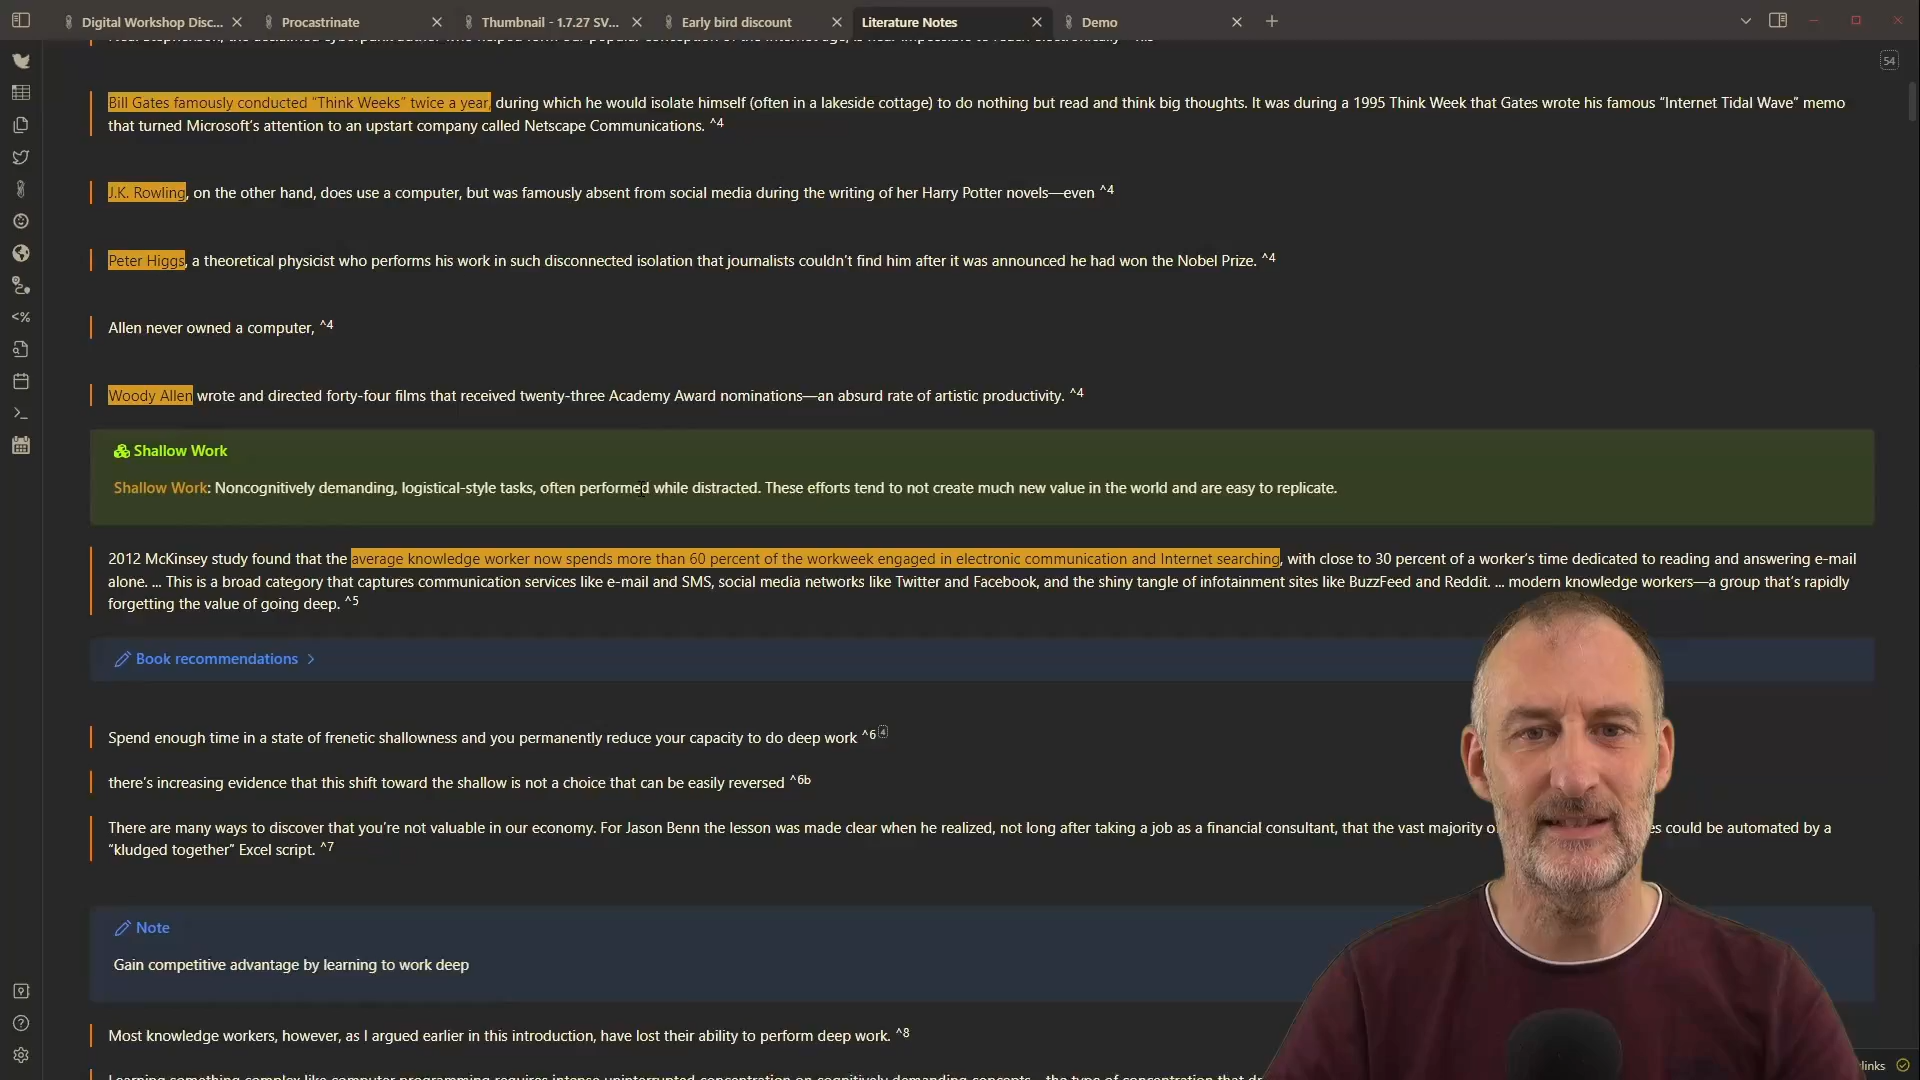 Digital Workshop Disc...
Procastrinate
Thumbnail - 1.7.27 SV...
Early bird discount
Literature Notes
Demo
54
Bill Gates famously conducted “Think Weeks” twice a year, during which he would isolate himself (often in a lakeside cottage) to do nothing but read and think big thoughts. It was during a 1995 Think Week that Gates wrote his famous “Internet Tidal Wave” memo
that turned Microsoft’s attention to an upstart company called Netscape Communications. ^4
J.K. Rowling, on the other hand, does use a computer, but was famously absent from social media during the writing of her Harry Potter novels—even ^4
Peter Higgs, a theoretical physicist who performs his work in such disconnected isolation that journalists couldn’t find him after it was announced he had won the Nobel Prize. ^4
Allen never owned a computer, ^4
Woody Allen wrote and directed forty-four films that received twenty-three Academy Award nominations—an absurd rate of artistic productivity. ^4
Shallow Work
Shallow Work: Noncognitively demanding, logistical-style tasks, often performed while distracted. These efforts tend to not create much new value in the world and are easy to replicate.
2012 McKinsey study found that the average knowledge worker now spends more than 60 percent of the workweek engaged in electronic communication and Internet searching, with close to 30 percent of a worker’s time dedicated to reading and answering e-mail
alone. ... This is a broad category that captures communication services like e-mail and SMS, social media networks like Twitter and Facebook, and the shiny tangle of infotainment sites like BuzzFeed and Reddit. ... modern knowledge workers—a group that’s rapidly
forgetting the value of going deep. ^5
Book recommendations
Spend enough time in a state of frenetic shallowness and you permanently reduce your capacity to do deep work ^6 4
there’s increasing evidence that this shift toward the shallow is not a choice that can be easily reversed ^6b
There are many ways to discover that you’re not valuable in our economy. For Jason Benn the lesson was made clear when he realized, not long after taking a job as a financial consultant, that the vast majority could be automated by a
“kludged together” Excel script. ^7
Note
Gain competitive advantage by learning to work deep
Most knowledge workers, however, as I argued earlier in this introduction, have lost their ability to perform deep work. ^8